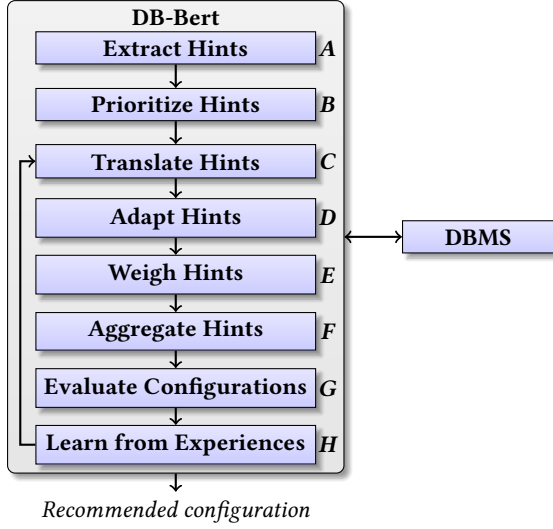 DB-Bert
Extract Hints A
Prioritize Hints B
Translate Hints C
Adapt Hints D
DBMS
Weigh Hints E
Aggregate Hints F
Evaluate Configurations G
Learn from Experiences H
Recommended configuration